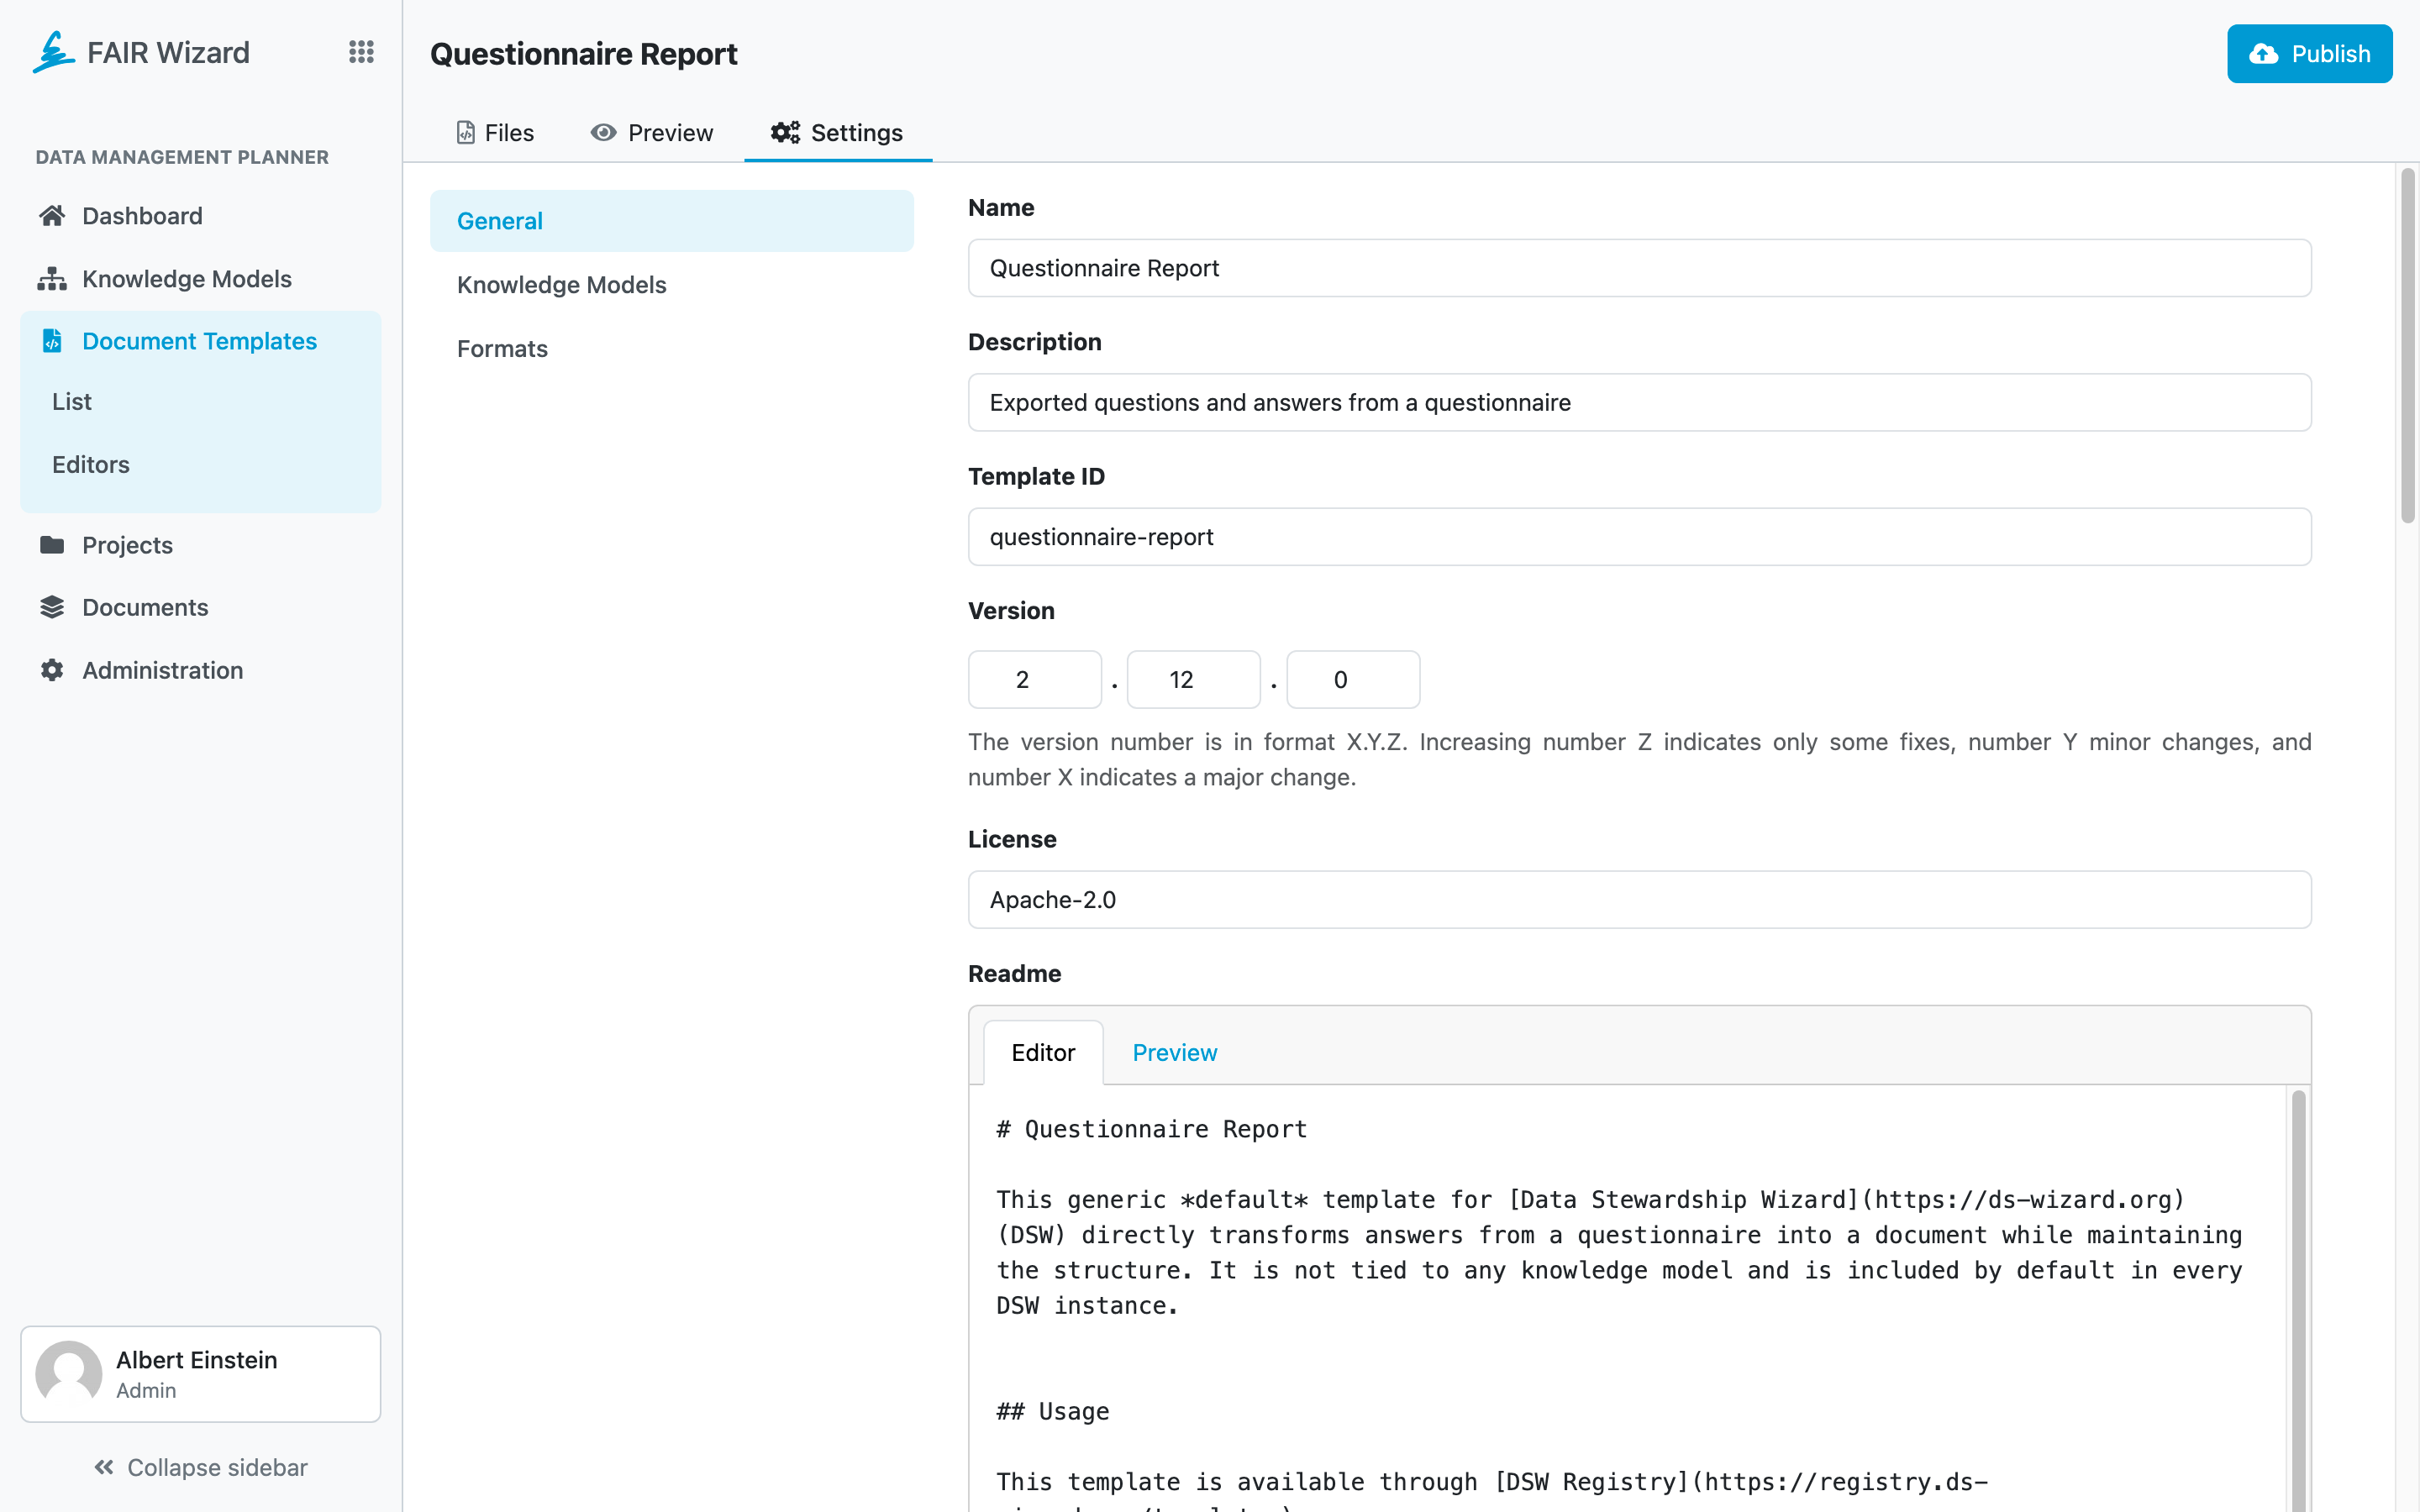 FAIR Wizard
DATA MANAGEMENT PLANNER
Dashboard
Knowledge Models
Document Templates
List
Editors
Projects
Documents
Administration
Albert Einstein
Admin
Collapse sidebar
Questionnaire Report
Publish
Files
Preview
Settings
General
Knowledge Models
Formats
Name
Questionnaire Report
Description
Exported questions and answers from a questionnaire
Template ID
questionnaire-report
Version
2 . 12 . 0
The version number is in format X.Y.Z. Increasing number Z indicates only some fixes, number Y minor changes, and
number X indicates a major change.
License
Apache-2.0
Readme
Editor
Preview
# Questionnaire Report
This generic *default* template for [Data Stewardship Wizard](https://ds-wizard.org)
(DSW) directly transforms answers from a questionnaire into a document while maintaining
the structure. It is not tied to any knowledge model and is included by default in every
DSW instance.
## Usage
This template is available through [DSW Registry](https://registry.ds-